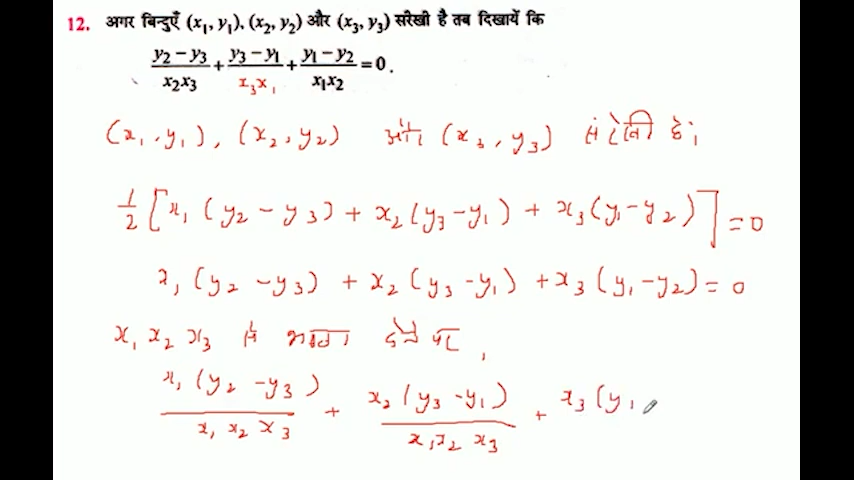 12. अगर बिन्दुएँ (x₁, y₁), (x₂, y₂) और (x₃, y₃) सरेखी है तब दिखायें कि
(y₂ − y₃)/(x₂x₃) + (y₃ − y₁)/(x₃x₁) + (y₁ − y₂)/(x₁x₂) = 0.
(x₁, y₁), (x₂, y₂) और (x₃, y₃) संरेखी है।
1/2 [x₁ (y₂ − y₃) + x₂ (y₃ − y₁) + x₃ (y₁ − y₂)] = 0
x₁ (y₂ − y₃) + x₂ (y₃ − y₁) + x₃ (y₁ − y₂) = 0
x₁ x₂ x₃ से भाग देने पर,
x₁ (y₂ − y₃)/(x₁ x₂ x₃) + x₂ (y₃ − y₁)/(x₁ x₂ x₃) + x₃ (y₁